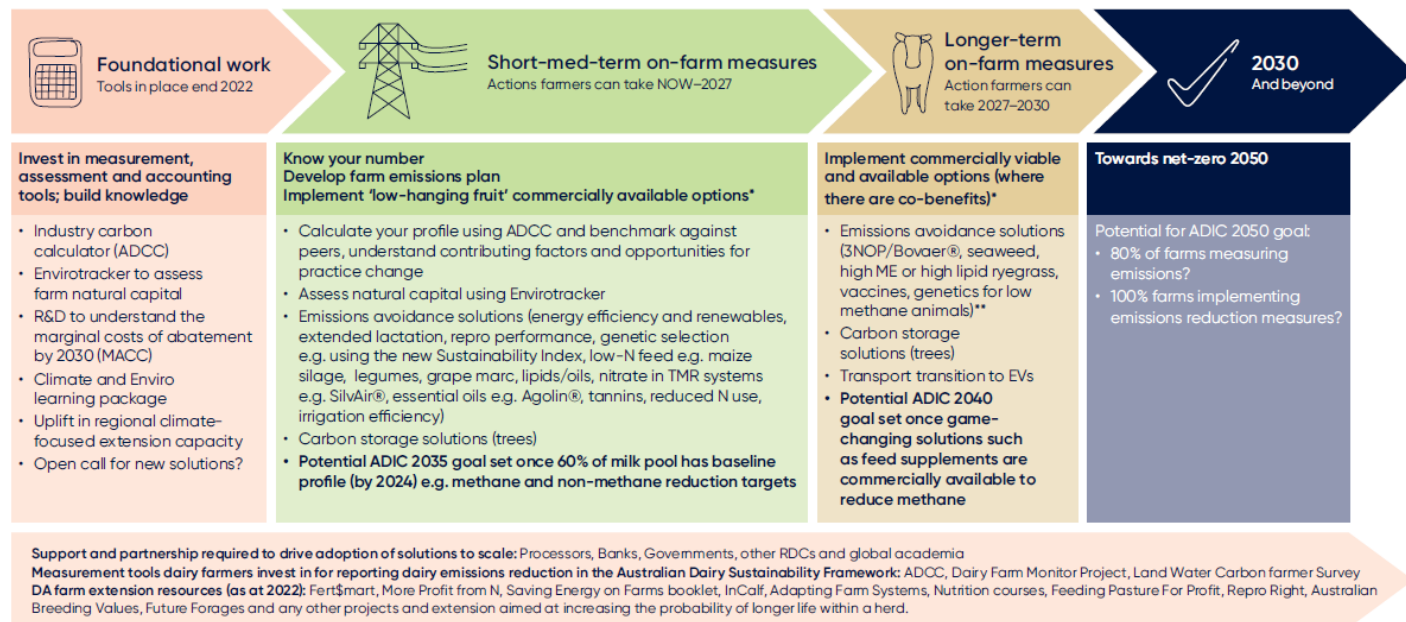 Foundational work
Tools in place end 2022
Short-med-term on-farm measures
Actions farmers can take NOW–2027
Longer-term
on-farm measures
Action farmers can
take 2027–2030
2030
And beyond
Invest in measurement,
assessment and accounting
tools; build knowledge
• Industry carbon
calculator (ADCC)
• Envirotracker to assess
farm natural capital
• R&D to understand the
marginal costs of abatement
by 2030 (MACC)
• Climate and Enviro
learning package
• Uplift in regional climate-
focused extension capacity
• Open call for new solutions?
Know your number
Develop farm emissions plan
Implement ‘low-hanging fruit’ commercially available options*
• Calculate your profile using ADCC and benchmark against
peers, understand contributing factors and opportunities for
practice change
• Assess natural capital using Envirotracker
• Emissions avoidance solutions (energy efficiency and renewables,
extended lactation, repro performance, genetic selection
e.g. using the new Sustainability Index, low-N feed e.g. maize
silage, legumes, grape marc, lipids/oils, nitrate in TMR systems
e.g. SilvAir®, essential oils e.g. Agolin®, tannins, reduced N use,
irrigation efficiency)
• Carbon storage solutions (trees)
• Potential ADIC 2035 goal set once 60% of milk pool has baseline
profile (by 2024) e.g. methane and non-methane reduction targets
Implement commercially viable
and available options (where
there are co-benefits)*
• Emissions avoidance solutions
(3NOP/Bovaer®, seaweed,
high ME or high lipid ryegrass,
vaccines, genetics for low
methane animals)**
• Carbon storage
solutions (trees)
• Transport transition to EVs
• Potential ADIC 2040
goal set once game-
changing solutions such
as feed supplements are
commercially available to
reduce methane
Towards net-zero 2050
Potential for ADIC 2050 goal:
• 80% of farms measuring
emissions?
• 100% farms implementing
emissions reduction measures?
Support and partnership required to drive adoption of solutions to scale: Processors, Banks, Governments, other RDCs and global academia
Measurement tools dairy farmers invest in for reporting dairy emissions reduction in the Australian Dairy Sustainability Framework: ADCC, Dairy Farm Monitor Project, Land Water Carbon farmer Survey
DA farm extension resources (as at 2022): Fert$mart, More Profit from N, Saving Energy on Farms booklet, InCalf, Adapting Farm Systems, Nutrition courses, Feeding Pasture For Profit, Repro Right, Australian
Breeding Values, Future Forages and any other projects and extension aimed at increasing the probability of longer life within a herd.